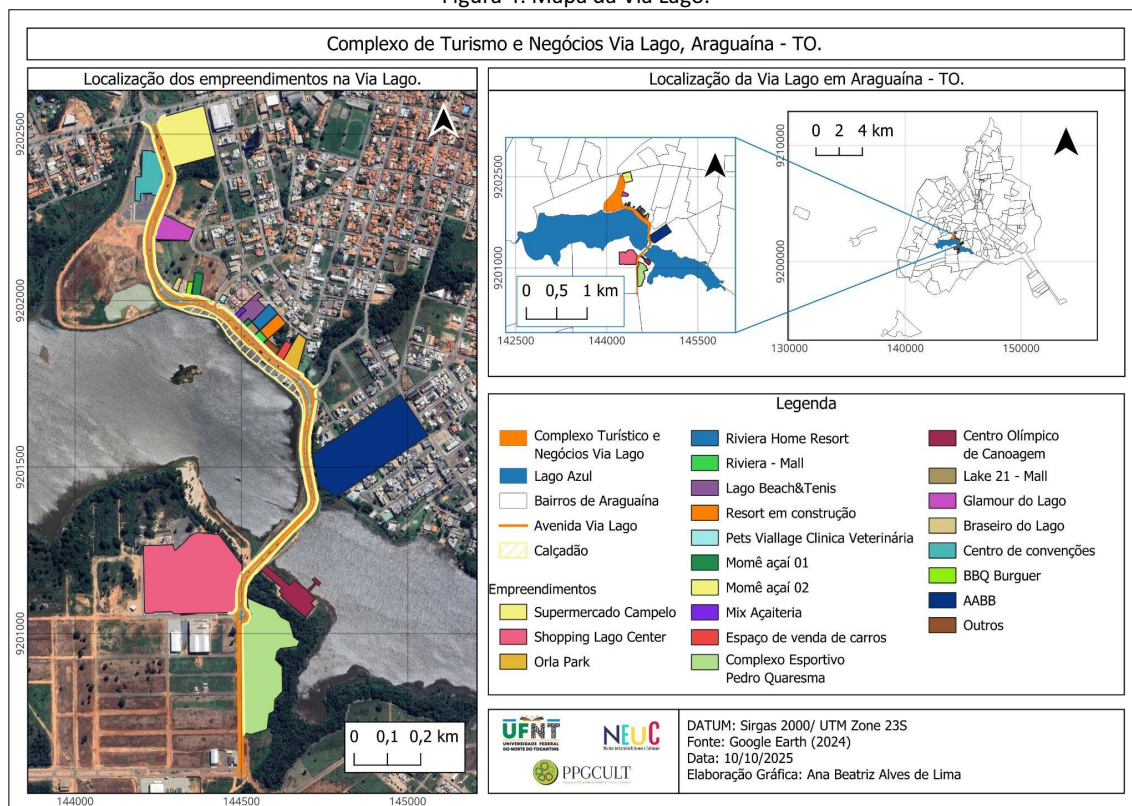 Figura 4. Mapa da Via Lago.
Complexo de Turismo e Negócios Via Lago, Araguaína - TO.
Localização dos empreendimentos na Via Lago.
9202500
9202000
9201500
9201000
144000
144500
145000
0 0,1 0,2 km
Localização da Via Lago em Araguaína - TO.
9202500
9201000
0 0,5 1 km
142500
144000
145500
0 2 4 km
9210000
9200000
130000
140000
150000
Legenda
Complexo Turístico e
Negócios Via Lago
Lago Azul
Bairros de Araguaína
Avenida Via Lago
Calçadão
Empreendimentos
Supermercado Campelo
Shopping Lago Center
Orla Park
Riviera Home Resort
Riviera - Mall
Lago Beach&Tenis
Resort em construção
Pets Viallage Clinica Veterinária
Momê açaí 01
Momê açaí 02
Mix Açaiteria
Espaço de venda de carros
Complexo Esportivo
Pedro Quaresma
Centro Olímpico
de Canoagem
Lake 21 - Mall
Glamour do Lago
Braseiro do Lago
Centro de convenções
BBQ Burguer
AABB
Outros
UFNT
UNIVERSIDADE FEDERAL
DO NORTE DO TOCANTINS
NEUC
PPGCULT
DATUM: Sirgas 2000/ UTM Zone 23S
Fonte: Google Earth (2024)
Data: 10/10/2025
Elaboração Gráfica: Ana Beatriz Alves de Lima